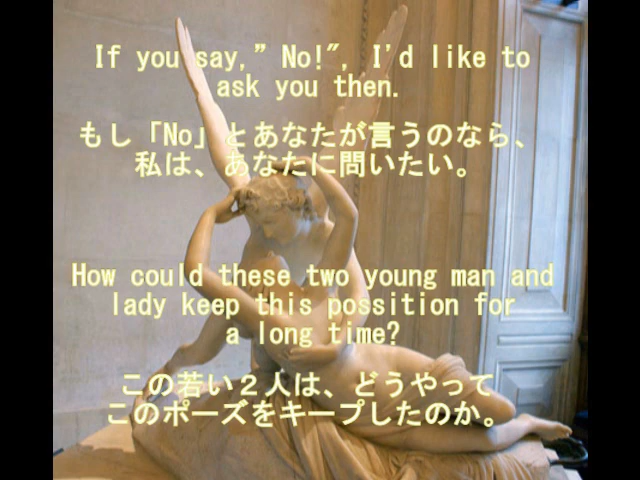 If you say,” No!", I'd like to
ask you then.
もし「No」とあなたが言うのなら、
私は、あなたに問いたい。
How could these two young man and
lady keep this possition for
a long time?
この若い２人は、どうやって
このポーズをキープしたのか。